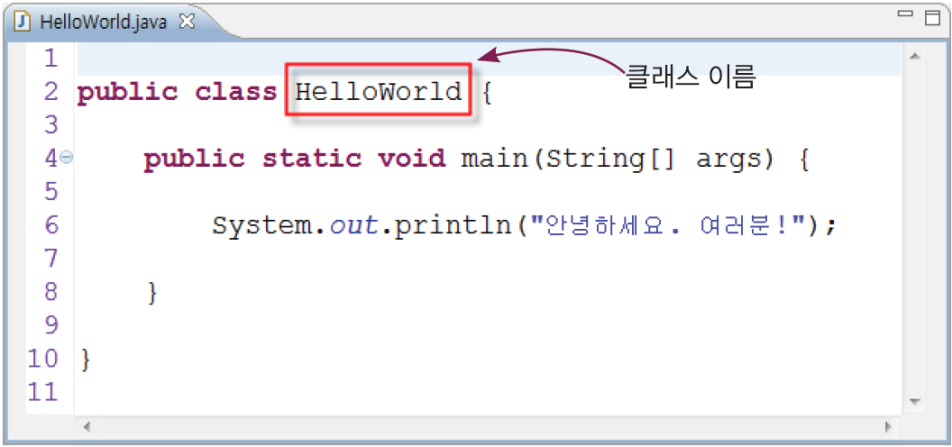 HelloWorld.java
1
2 public class HelloWorld {
클래스 이름
3
4 public static void main(String[] args) {
5
6 System.out.println("안녕하세요. 여러분!");
7
8 }
9
10 }
11